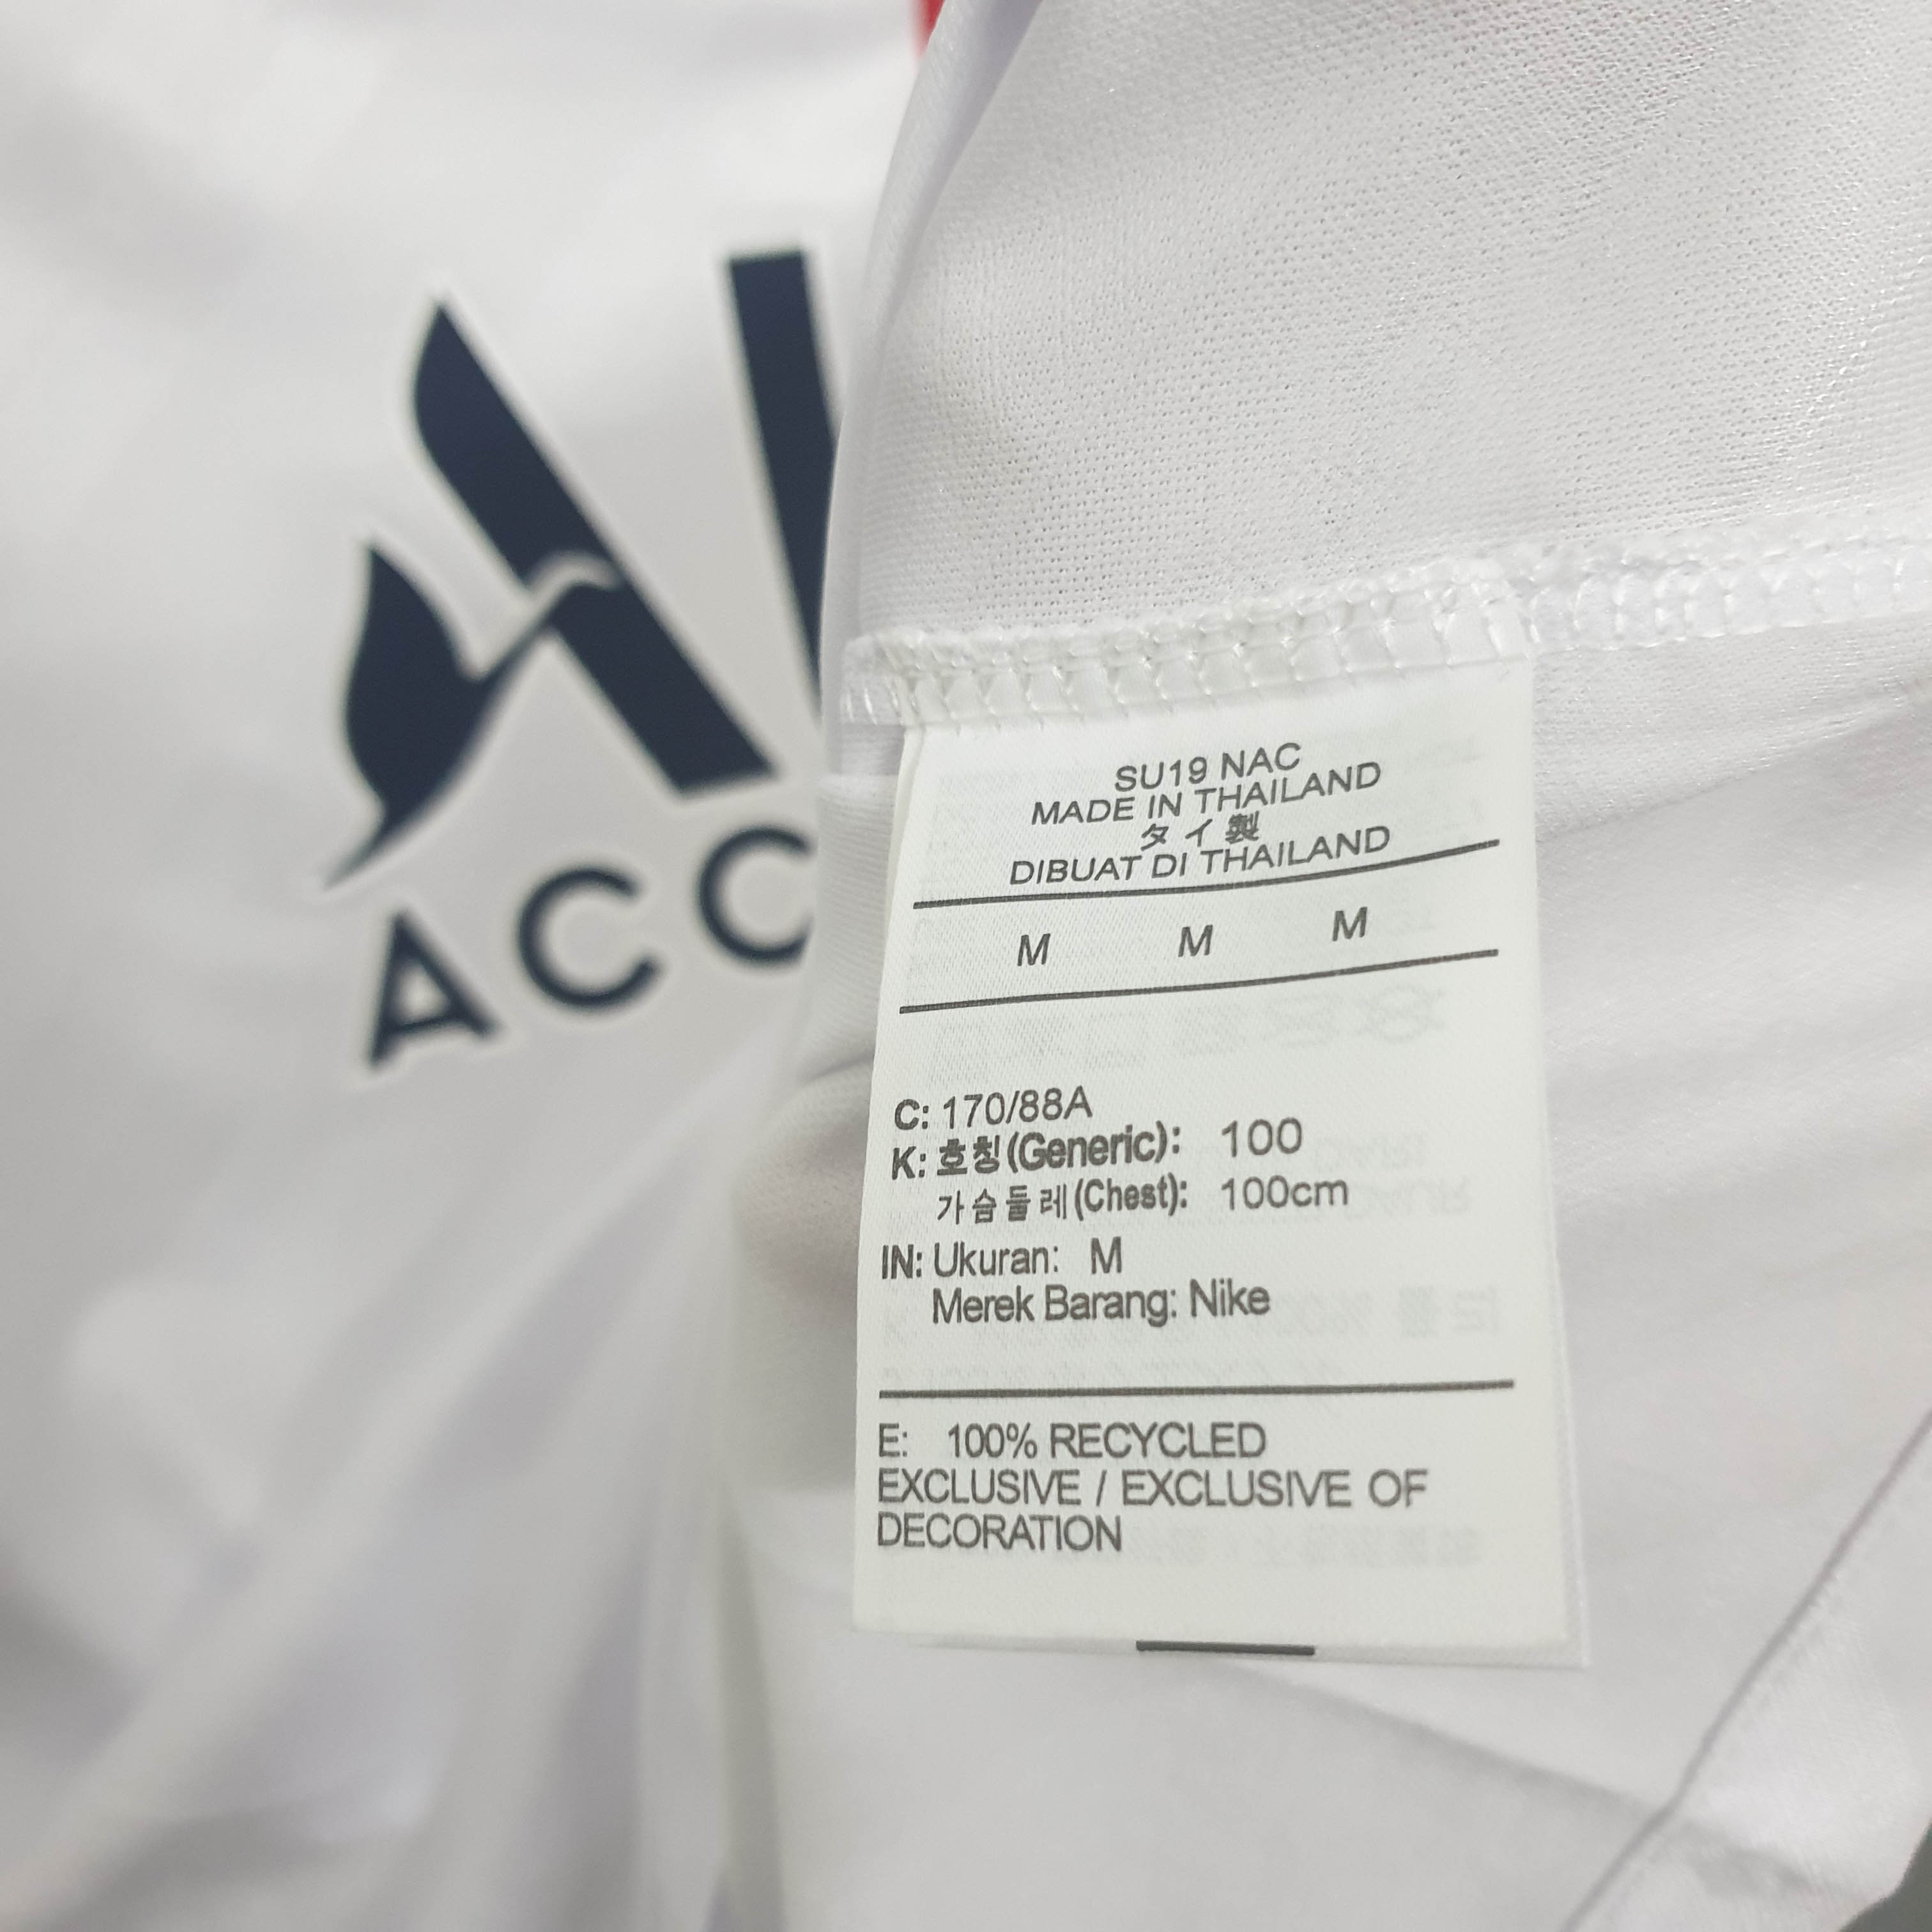 ACC
SU19 NAC
MADE IN THAILAND
タイ製
DIBUAT DI THAILAND
M M M
C: 170/88A
K: 호칭(Generic): 100
가슴둘레(Chest): 100cm
IN: Ukuran: M
Merek Barang: Nike
E: 100% RECYCLED
EXCLUSIVE / EXCLUSIVE OF
DECORATION